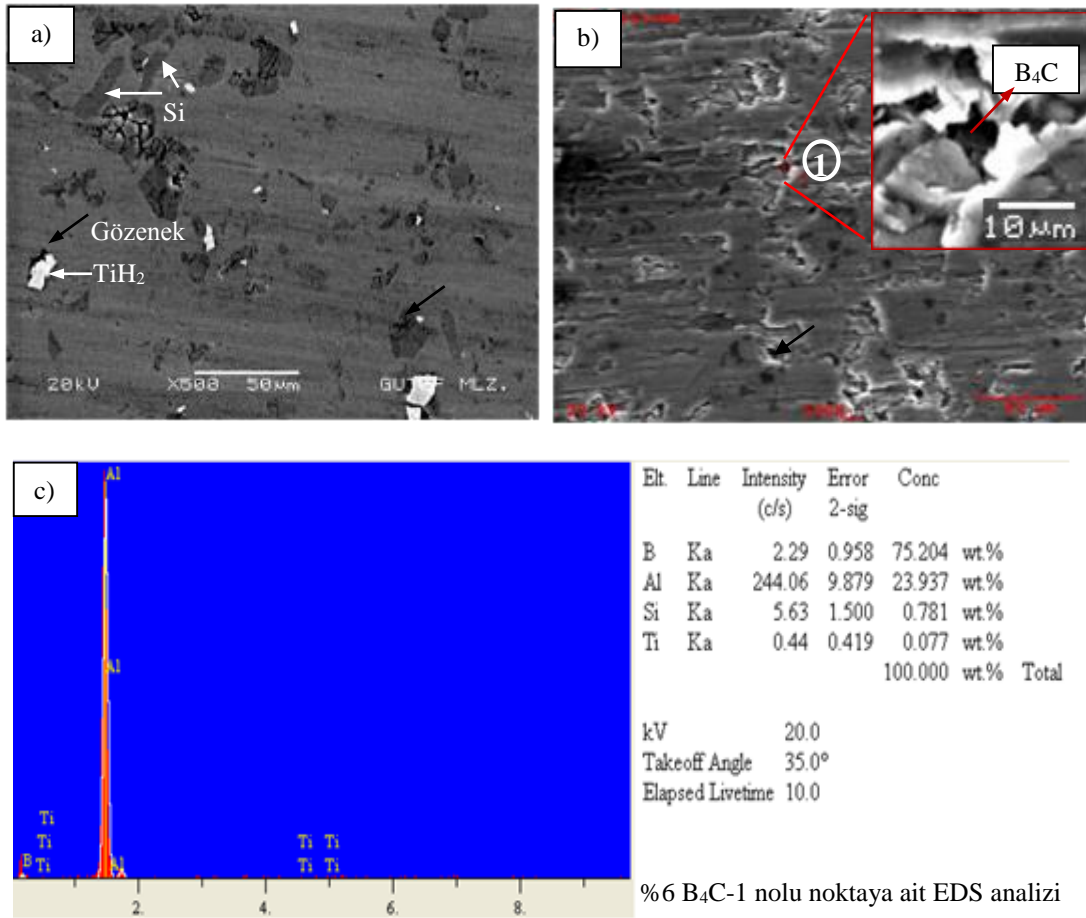 a)
Si
Gözenek
TiH₂
20kV X500 50µm GUTEF MLZ.
b)
1
B₄C
10µm
c)
Al
Al
Ti
Ti
B Ti Al
Ti Ti
Ti Ti
2. 4. 6. 8.
Elt. Line Intensity Error Conc
(c/s) 2-sig
B Ka 2.29 0.958 75.204 wt.%
Al Ka 244.06 9.879 23.937 wt.%
Si Ka 5.63 1.500 0.781 wt.%
Ti Ka 0.44 0.419 0.077 wt.%
100.000 wt.% Total
kV 20.0
Takeoff Angle 35.0°
Elapsed Livetime 10.0
%6 B₄C-1 nolu noktaya ait EDS analizi